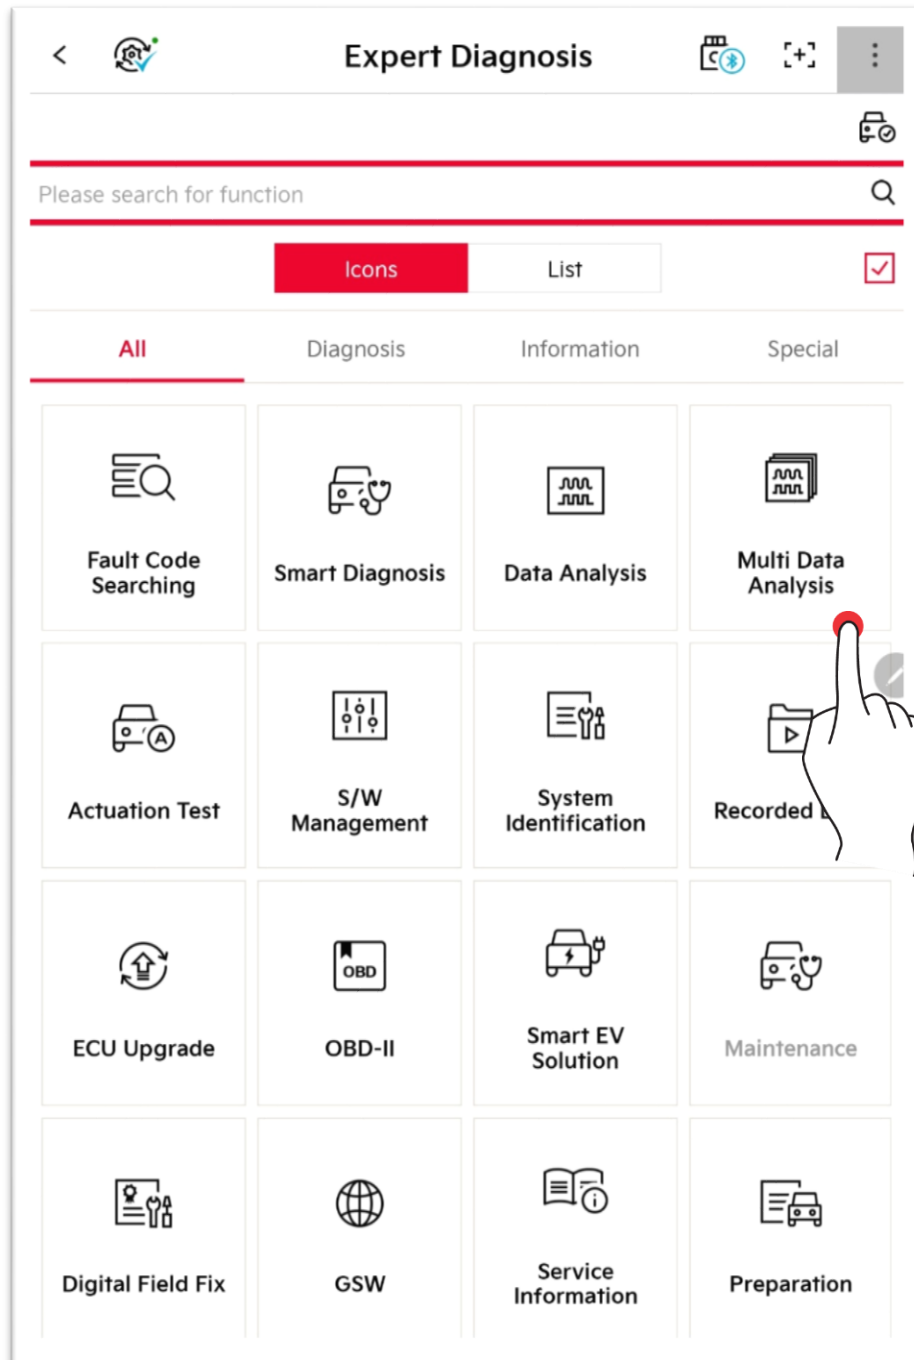 Expert Diagnosis
Please search for function
Icons
List
All
Diagnosis
Information
Special
Fault Code
Searching
Smart Diagnosis
Data Analysis
Multi Data
Analysis
A
Actuation Test
S/W
Management
System
Identification
Recorded
ECU Upgrade
OBD
OBD-II
Smart EV
Solution
Maintenance
Digital Field Fix
GSW
Service
Information
Preparation